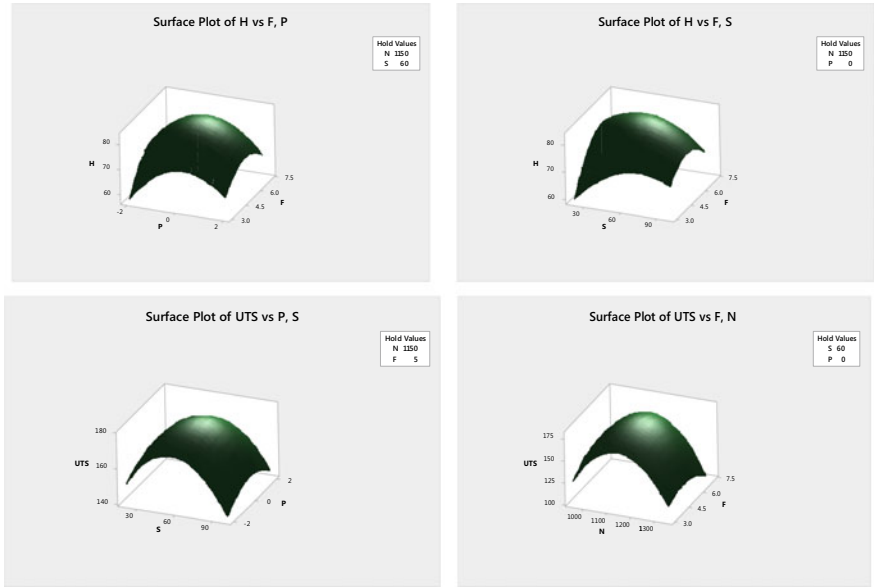 Surface Plot of H vs F, P
Hold Values
N 1150
S 60
80
70
60
H
-2
0
2
P
3.0
4.5
6.0
7.5
F
Surface Plot of H vs F, S
Hold Values
N 1150
P 0
80
70
60
H
30
60
90
S
3.0
4.5
6.0
7.5
F
Surface Plot of UTS vs P, S
Hold Values
N 1150
F 5
180
160
140
UTS
30
60
90
S
-2
0
2
P
Surface Plot of UTS vs F, N
Hold Values
S 60
P 0
175
150
125
100
UTS
1000
1100
1200
1300
N
3.0
4.5
6.0
7.5
F